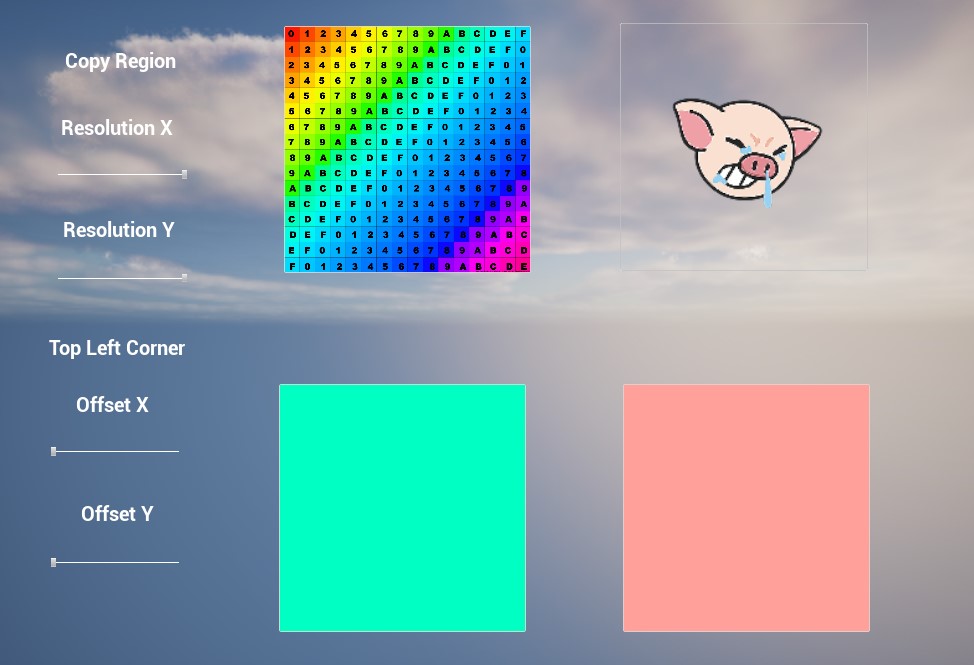 Copy Region
Resolution X
Resolution Y
Top Left Corner
Offset X
Offset Y
0 1 2 3 4 5 6 7 8 9 A B C D E F
1 2 3 4 5 6 7 8 9 A B C D E F 0
2 3 4 5 6 7 8 9 A B C D E F 0 1
3 4 5 6 7 8 9 A B C D E F 0 1 2
4 5 6 7 8 9 A B C D E F 0 1 2 3
5 6 7 8 9 A B C D E F 0 1 2 3 4
6 7 8 9 A B C D E F 0 1 2 3 4 5
7 8 9 A B C D E F 0 1 2 3 4 5 6
8 9 A B C D E F 0 1 2 3 4 5 6 7
9 A B C D E F 0 1 2 3 4 5 6 7 8
A B C D E F 0 1 2 3 4 5 6 7 8 9
B C D E F 0 1 2 3 4 5 6 7 8 9 A
C D E F 0 1 2 3 4 5 6 7 8 9 A B
D E F 0 1 2 3 4 5 6 7 8 9 A B C
E F 0 1 2 3 4 5 6 7 8 9 A B C D
F 0 1 2 3 4 5 6 7 8 9 A B C D E